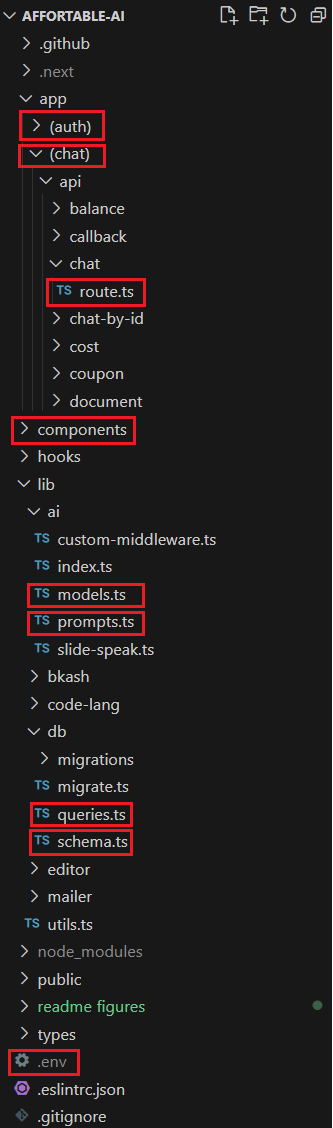 AFFORTABLE-AI
.github
.next
app
(auth)
(chat)
api
balance
callback
chat
TS route.ts
chat-by-id
cost
coupon
document
components
hooks
lib
ai
TS custom-middleware.ts
TS index.ts
TS models.ts
TS prompts.ts
TS slide-speak.ts
bkash
code-lang
db
migrations
TS migrate.ts
TS queries.ts
TS schema.ts
editor
mailer
TS utils.ts
node_modules
public
readme figures
types
.env
.eslintrc.json
.gitignore